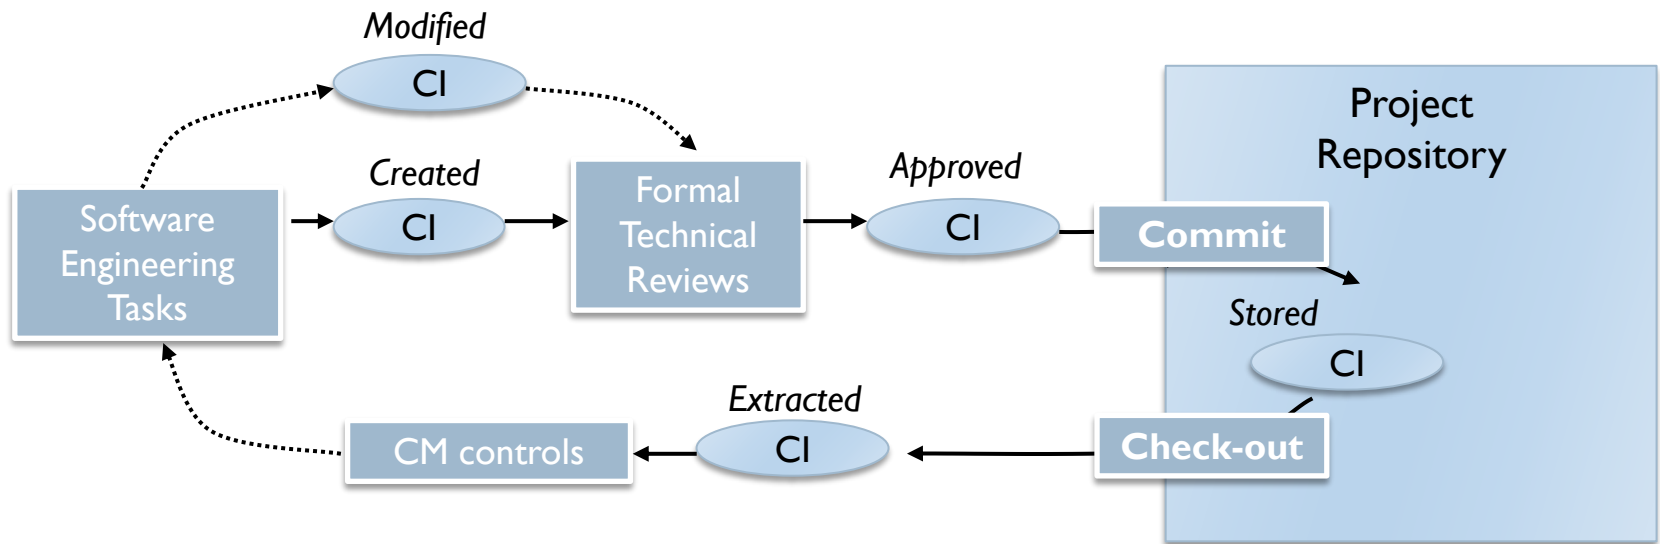 Modified
CI
Project
Repository
Created
CI
Approved
CI
Software
Engineering
Tasks
Formal
Technical
Reviews
Commit
Stored
CI
Extracted
CI
CM controls
Check-out